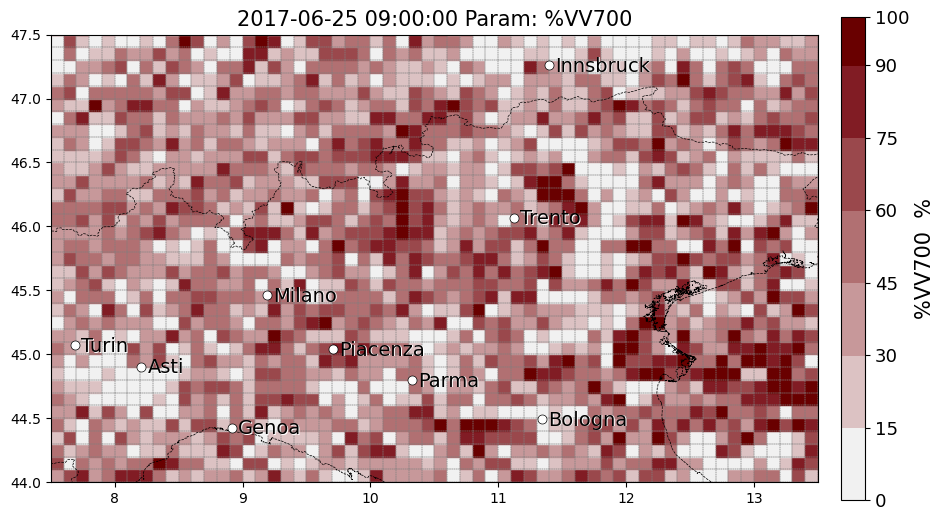 2017-06-25 09:00:00 Param: %VV700
47.5
47.0
46.5
46.0
45.5
45.0
44.5
44.0
8
9
10
11
12
13
Innsbruck
Trento
Milano
Turin
Asti
Piacenza
Parma
Genoa
Bologna
100
90
75
60
45
30
15
0
%VV700 %